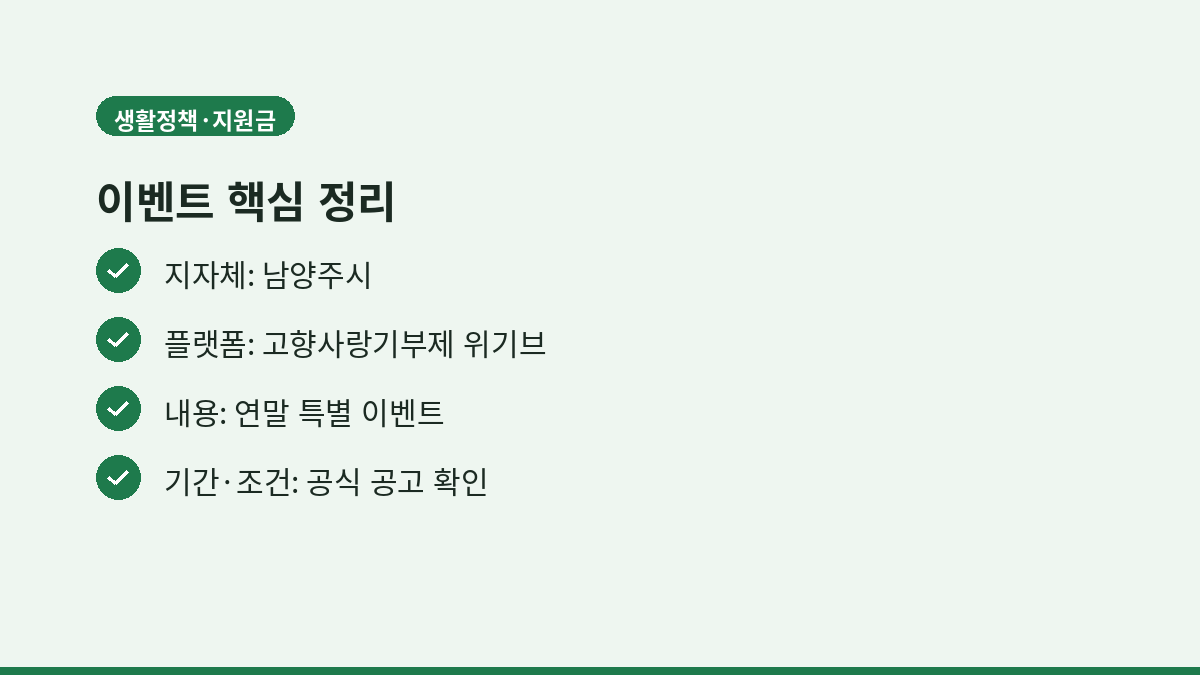 생활정책·지원금
이벤트 핵심 정리
지자체: 남양주시
플랫폼: 고향사랑기부제 위기브
내용: 연말 특별 이벤트
기간·조건: 공식 공고 확인